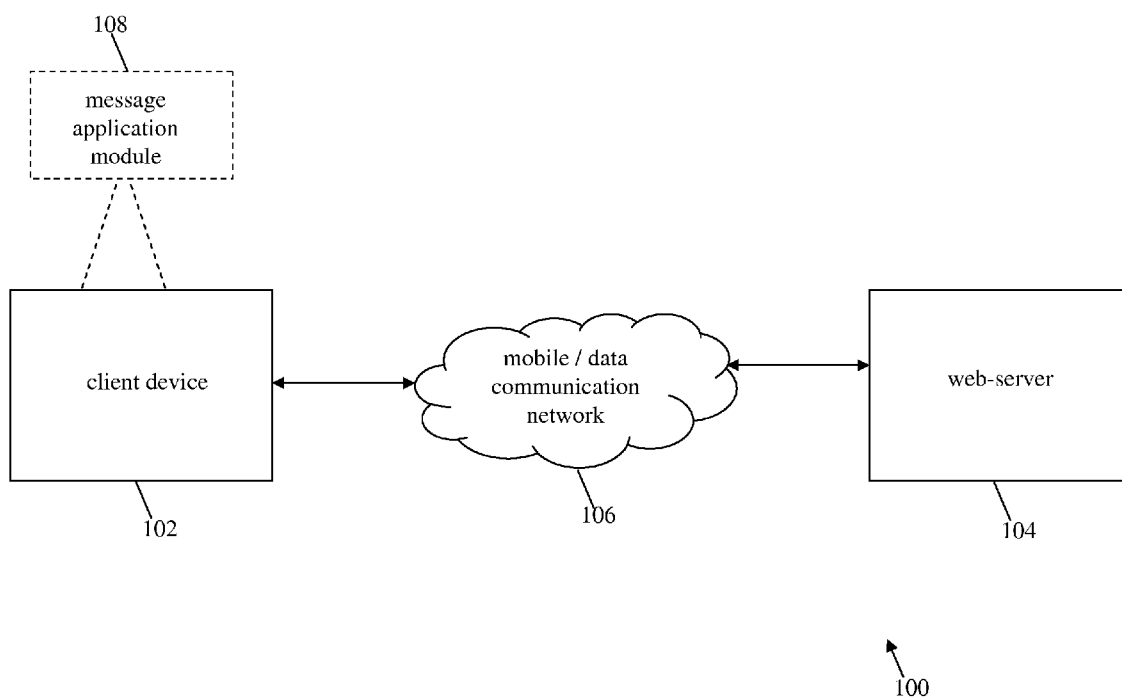 108
message
application
module
client device
mobile / data
communication
network
web-server
102
106
104
100